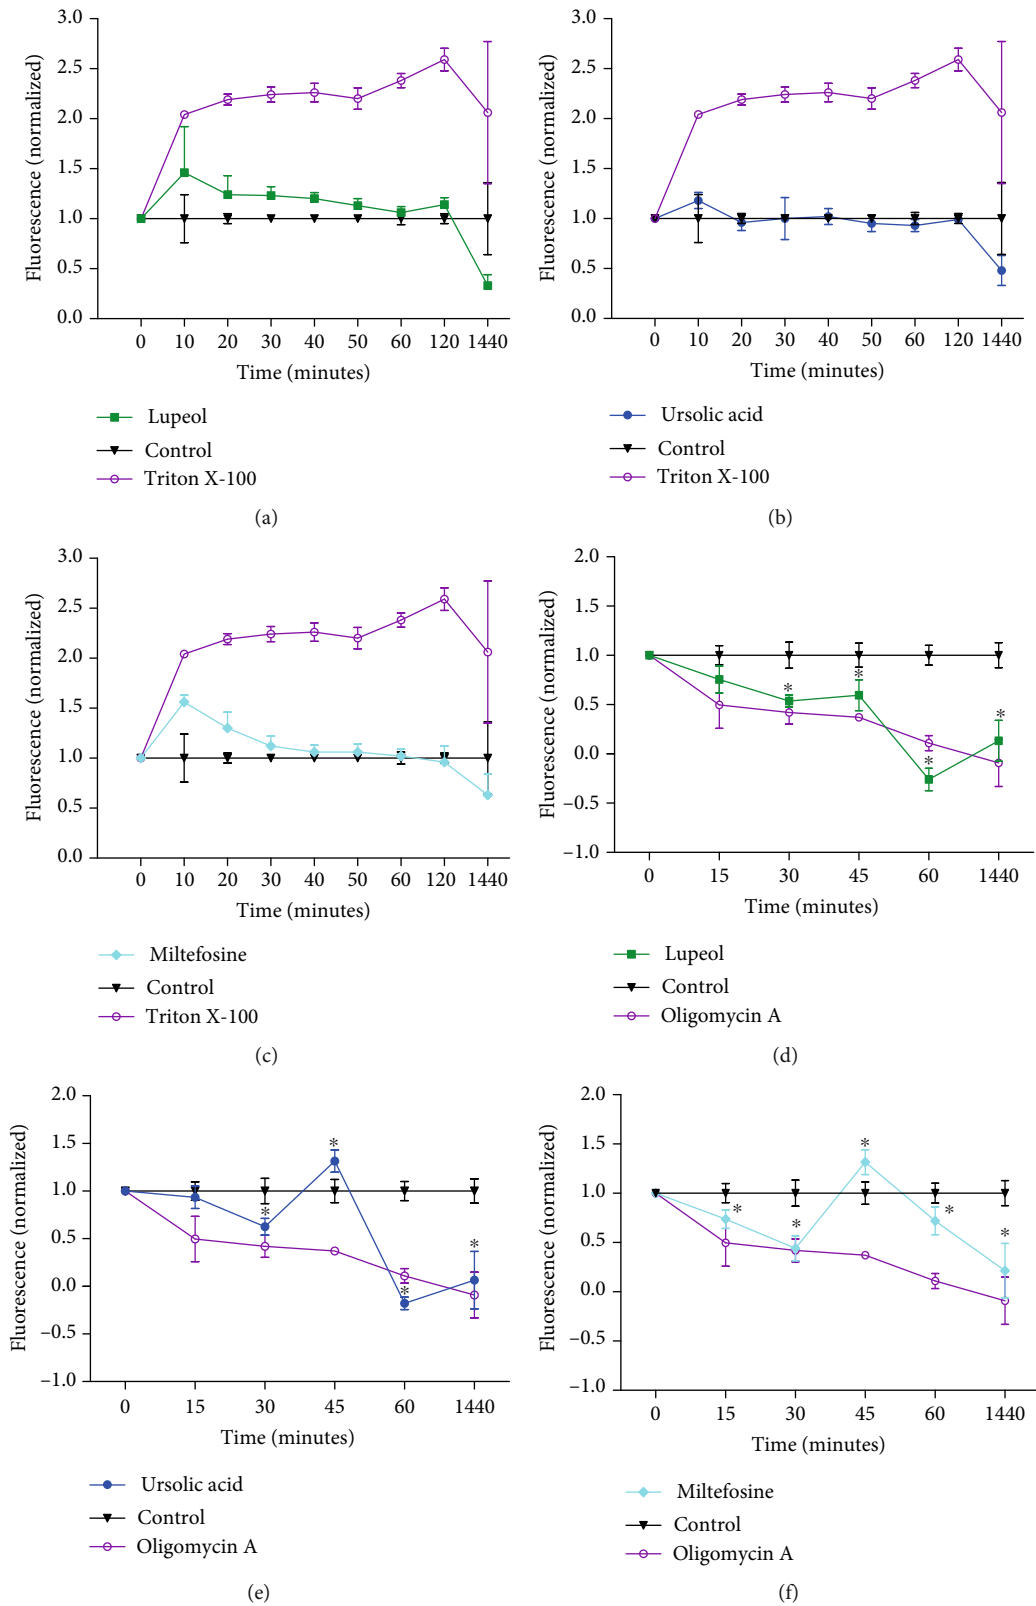 Fluorescence (normalized)
3.0
2.5
2.0
1.5
1.0
0.5
0.0
0 10 20 30 40 50 60 120 1440
Time (minutes)
Lupeol
Control
Triton X-100
(a)
Fluorescence (normalized)
3.0
2.5
2.0
1.5
1.0
0.5
0.0
0 10 20 30 40 50 60 120 1440
Time (minutes)
Ursolic acid
Control
Triton X-100
(b)
Fluorescence (normalized)
3.0
2.5
2.0
1.5
1.0
0.5
0.0
0 10 20 30 40 50 60 120 1440
Time (minutes)
Miltefosine
Control
Triton X-100
(c)
Fluorescence (normalized)
2.0
1.5
1.0
0.5
0.0
−0.5
−1.0
* * * *
0 15 30 45 60 1440
Time (minutes)
Lupeol
Control
Oligomycin A
(d)
Fluorescence (normalized)
2.0
1.5
1.0
0.5
0.0
−0.5
−1.0
* * * *
0 15 30 45 60 1440
Time (minutes)
Ursolic acid
Control
Oligomycin A
(e)
Fluorescence (normalized)
2.0
1.5
1.0
0.5
0.0
−0.5
−1.0
* * * * *
0 15 30 45 60 1440
Time (minutes)
Miltefosine
Control
Oligomycin A
(f)